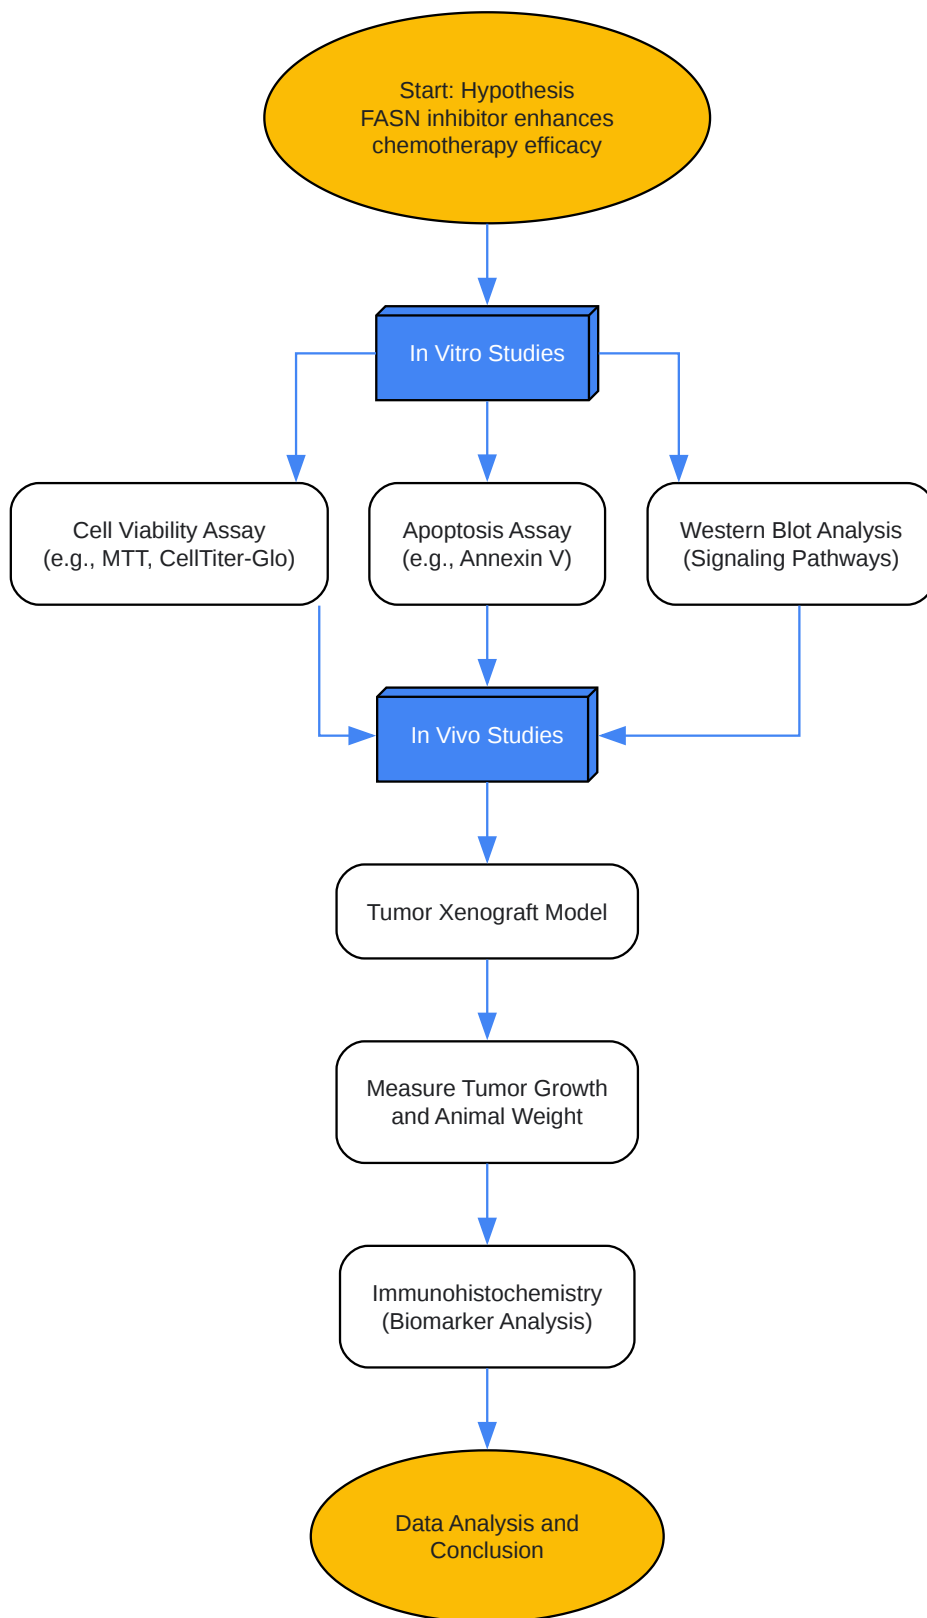 Start: Hypothesis
FASN inhibitor enhances
chemotherapy efficacy
In Vitro Studies
Cell Viability Assay
(e.g., MTT, CellTiter-Glo)
Apoptosis Assay
(e.g., Annexin V)
Western Blot Analysis
(Signaling Pathways)
In Vivo Studies
Tumor Xenograft Model
Measure Tumor Growth
and Animal Weight
Immunohistochemistry
(Biomarker Analysis)
Data Analysis and
Conclusion